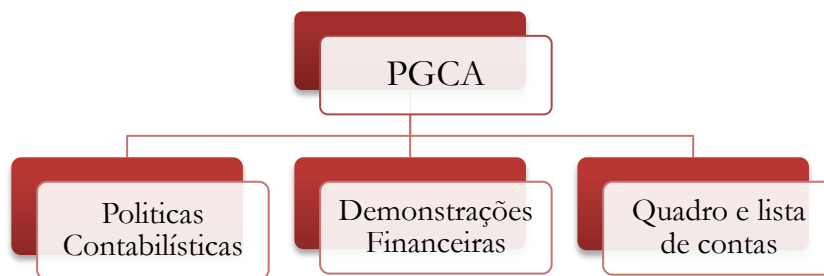 PGCA
Politicas
Contabilísticas
Demonstrações
Financeiras
Quadro e lista
de contas